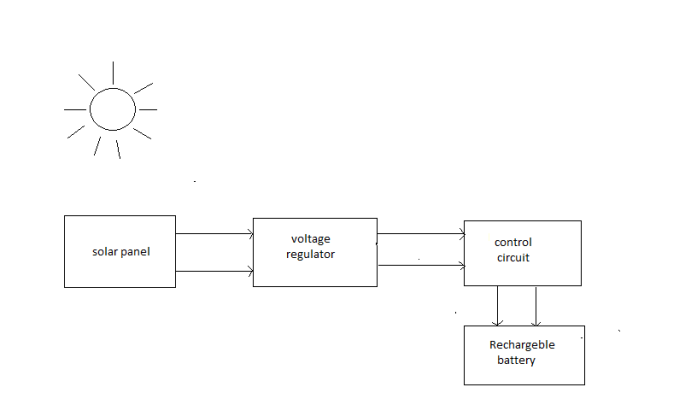 solar panel
voltage
regulator
control
circuit
Rechargeble
battery